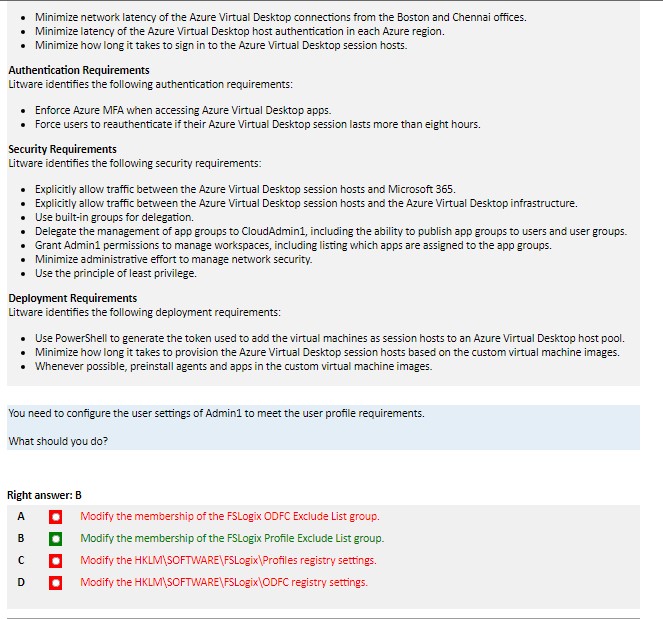 • Minimize network latency of the Azure Virtual Desktop connections from the Boston and Chennai offices.
• Minimize latency of the Azure Virtual Desktop host authentication in each Azure region.
• Minimize how long it takes to sign in to the Azure Virtual Desktop session hosts.
Authentication Requirements
Litware identifies the following authentication requirements:
• Enforce Azure MFA when accessing Azure Virtual Desktop apps.
• Force users to reauthenticate if their Azure Virtual Desktop session lasts more than eight hours.
Security Requirements
Litware identifies the following security requirements:
• Explicitly allow traffic between the Azure Virtual Desktop session hosts and Microsoft 365.
• Explicitly allow traffic between the Azure Virtual Desktop session hosts and the Azure Virtual Desktop infrastructure.
• Use built-in groups for delegation.
• Delegate the management of app groups to CloudAdmin1, including the ability to publish app groups to users and user groups.
• Grant Admin1 permissions to manage workspaces, including listing which apps are assigned to the app groups.
• Minimize administrative effort to manage network security.
• Use the principle of least privilege.
Deployment Requirements
Litware identifies the following deployment requirements:
• Use PowerShell to generate the token used to add the virtual machines as session hosts to an Azure Virtual Desktop host pool.
• Minimize how long it takes to provision the Azure Virtual Desktop session hosts based on the custom virtual machine images.
• Whenever possible, preinstall agents and apps in the custom virtual machine images.
You need to configure the user settings of Admin1 to meet the user profile requirements.
What should you do?
Right answer: B
A Modify the membership of the FSLogix ODFC Exclude List group.
B Modify the membership of the FSLogix Profile Exclude List group.
C Modify the HKLM\SOFTWARE\FSLogix\Profiles registry settings.
D Modify the HKLM\SOFTWARE\FSLogix\ODFC registry settings.